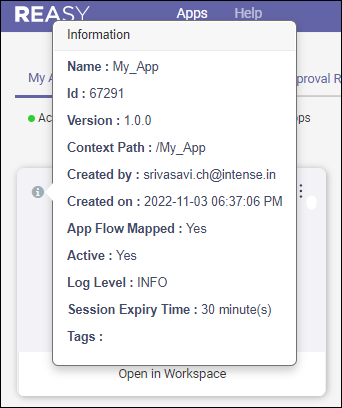 REASY Apps Help
Information
My A
pproval R
Name : My_App
Id : 67291
Version : 1.0.0
Ac
ps
Context Path : /My_App
Created by : srivasavi.ch@intense.in
Created on : 2022-11-03 06:37:06 PM
App Flow Mapped : Yes
Active : Yes
Log Level : INFO
Session Expiry Time : 30 minute(s)
Tags :
Open in Workspace